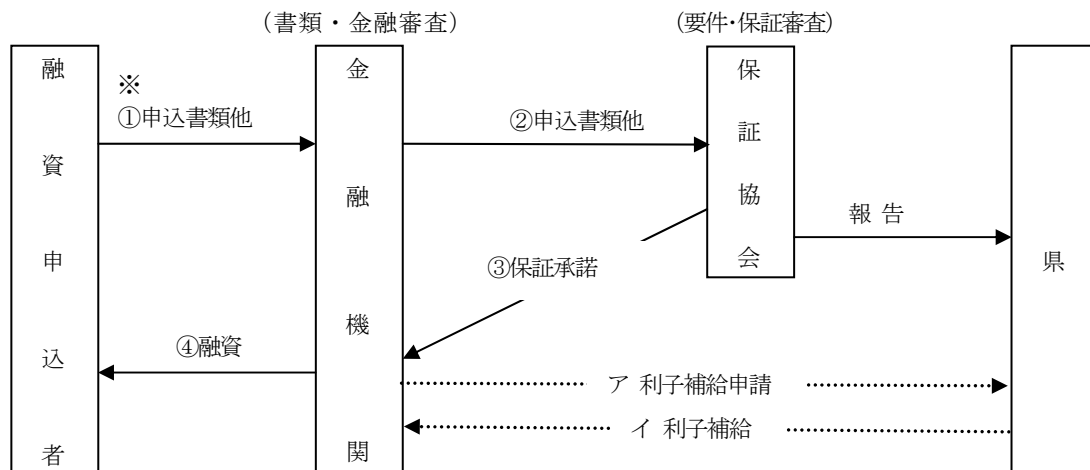 （書類・金融審査）
（要件・保証審査）
融資申込者
※
①申込書類他
金融機関
②申込書類他
保証協会
報 告
県
③保証承諾
④融資
ア 利子補給申請
イ 利子補給